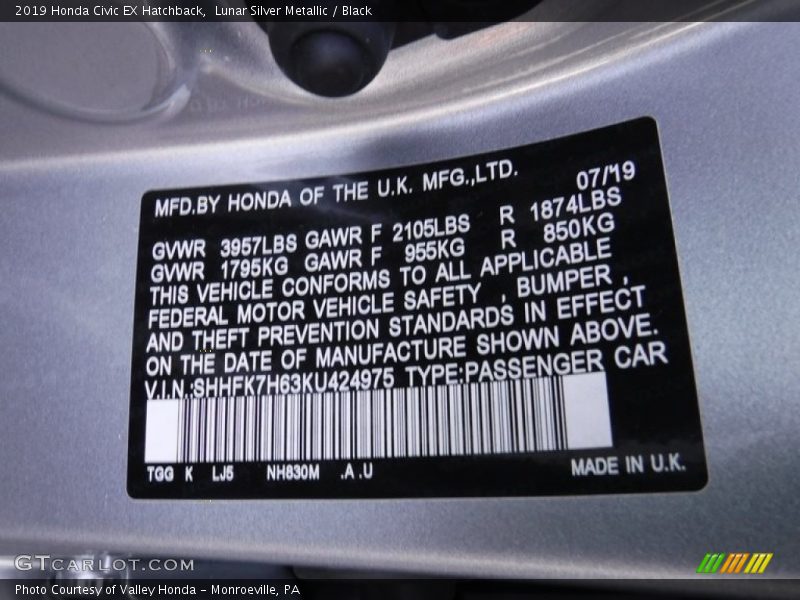 2019 Honda Civic EX Hatchback, Lunar Silver Metallic / Black
MFD.BY HONDA OF THE U.K. MFG.,LTD. 07/19
GVWR 3957LBS GAWR F 2105LBS R 1874LBS
GVWR 1795KG GAWR F 955KG R 850KG
THIS VEHICLE CONFORMS TO ALL APPLICABLE
FEDERAL MOTOR VEHICLE SAFETY , BUMPER ,
AND THEFT PREVENTION STANDARDS IN EFFECT
ON THE DATE OF MANUFACTURE SHOWN ABOVE.
V.I.N:SHHFK7H63KU424975 TYPE:PASSENGER CAR
TGG K LJ5 NH830M .A .U MADE IN U.K.
GTCARLOT.COM
Photo Courtesy of Valley Honda - Monroeville, PA